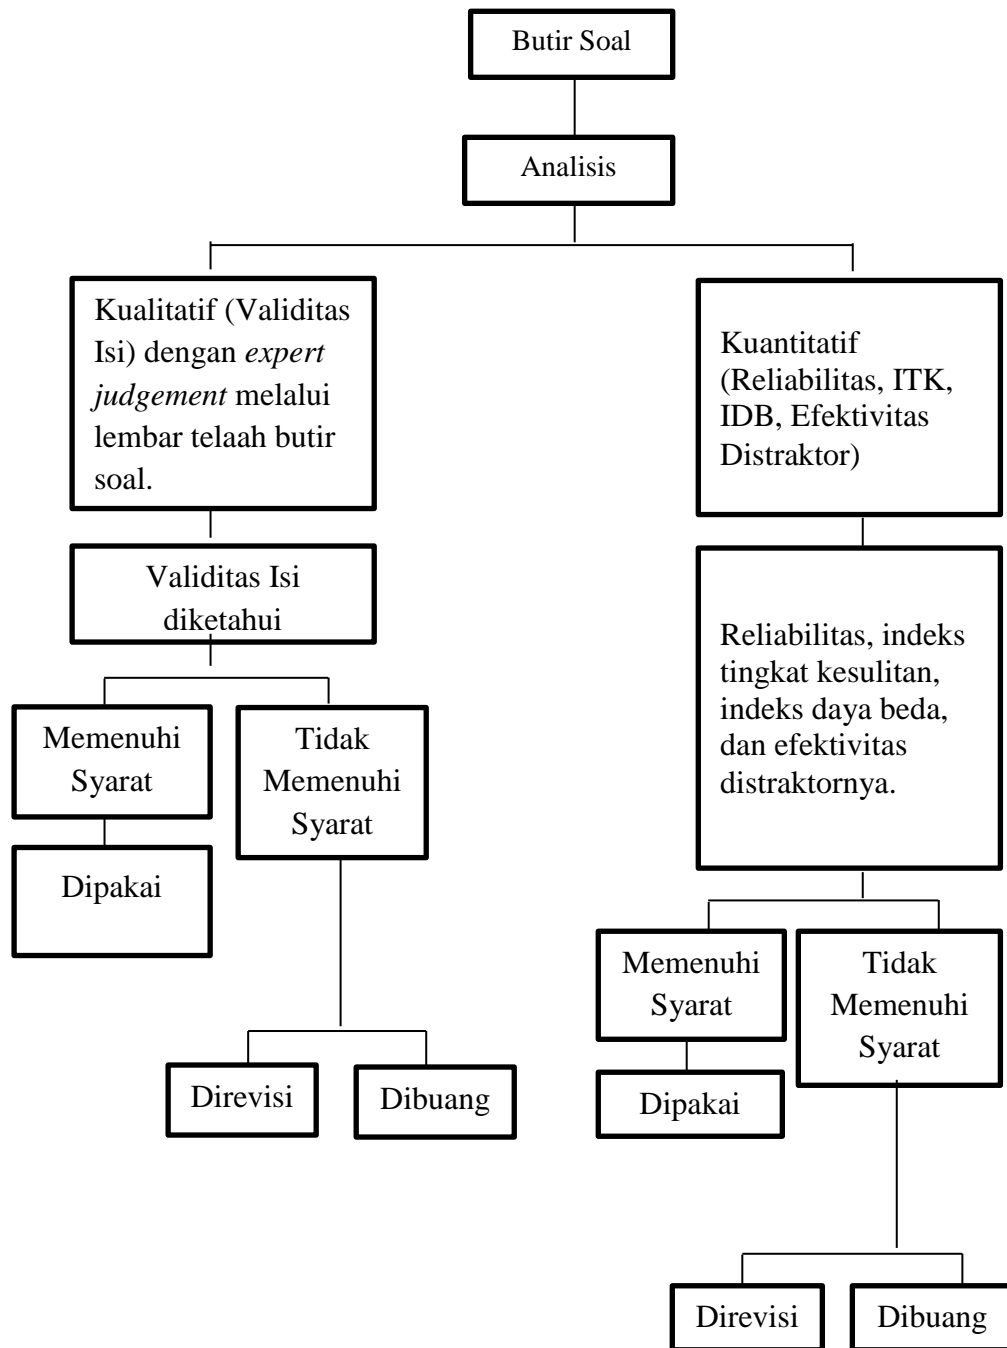 Butir Soal
Analisis
Kualitatif (Validitas
Isi) dengan expert
judgement melalui
lembar telaah butir
soal.
Validitas Isi
diketahui
Memenuhi
Syarat
Dipakai
Tidak
Memenuhi
Syarat
Direvisi
Dibuang
Kuantitatif
(Reliabilitas, ITK,
IDB, Efektivitas
Distraktor)
Reliabilitas, indeks
tingkat kesulitan,
indeks daya beda,
dan efektivitas
distraktornya.
Memenuhi
Syarat
Dipakai
Tidak
Memenuhi
Syarat
Direvisi
Dibuang